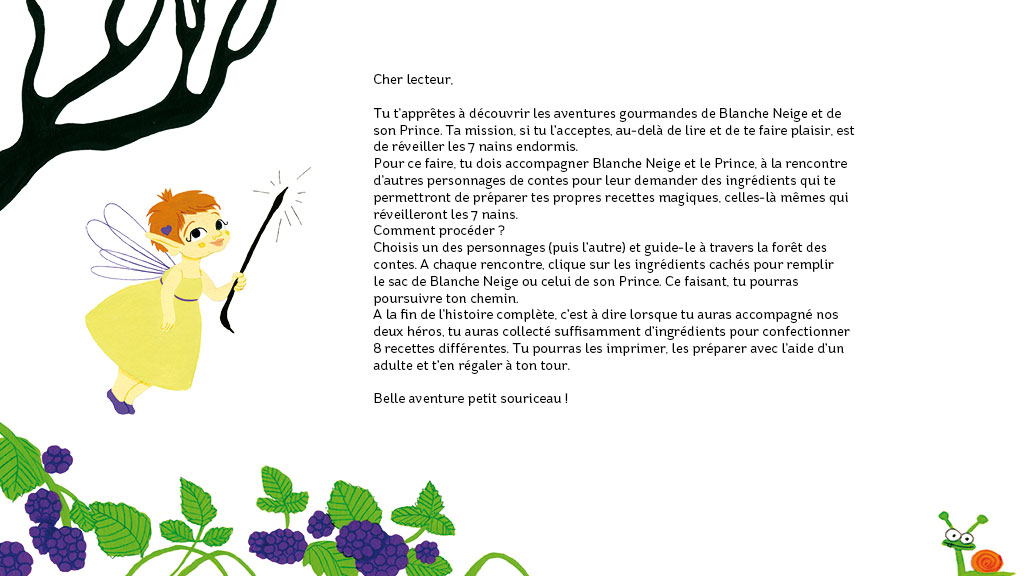 Cher lecteur,
Tu t'apprêtes à découvrir les aventures gourmandes de Blanche Neige et de
son Prince. Ta mission, si tu l'acceptes, au-delà de lire et de te faire plaisir, est
de réveiller les 7 nains endormis.
Pour ce faire, tu dois accompagner Blanche Neige et le Prince, à la rencontre
d'autres personnages de contes pour leur demander des ingrédients qui te
permettront de préparer tes propres recettes magiques, celles-là mêmes qui
réveilleront les 7 nains.
Comment procéder ?
Choisis un des personnages (puis l'autre) et guide-le à travers la forêt des
contes. A chaque rencontre, clique sur les ingrédients cachés pour remplir
le sac de Blanche Neige ou celui de son Prince. Ce faisant, tu pourras
poursuivre ton chemin.
A la fin de l'histoire complète, c'est à dire lorsque tu auras accompagné nos
deux héros, tu auras collecté suffisamment d'ingrédients pour confectionner
8 recettes différentes. Tu pourras les imprimer, les préparer avec l'aide d'un
adulte et t'en régaler à ton tour.
Belle aventure petit souriceau !